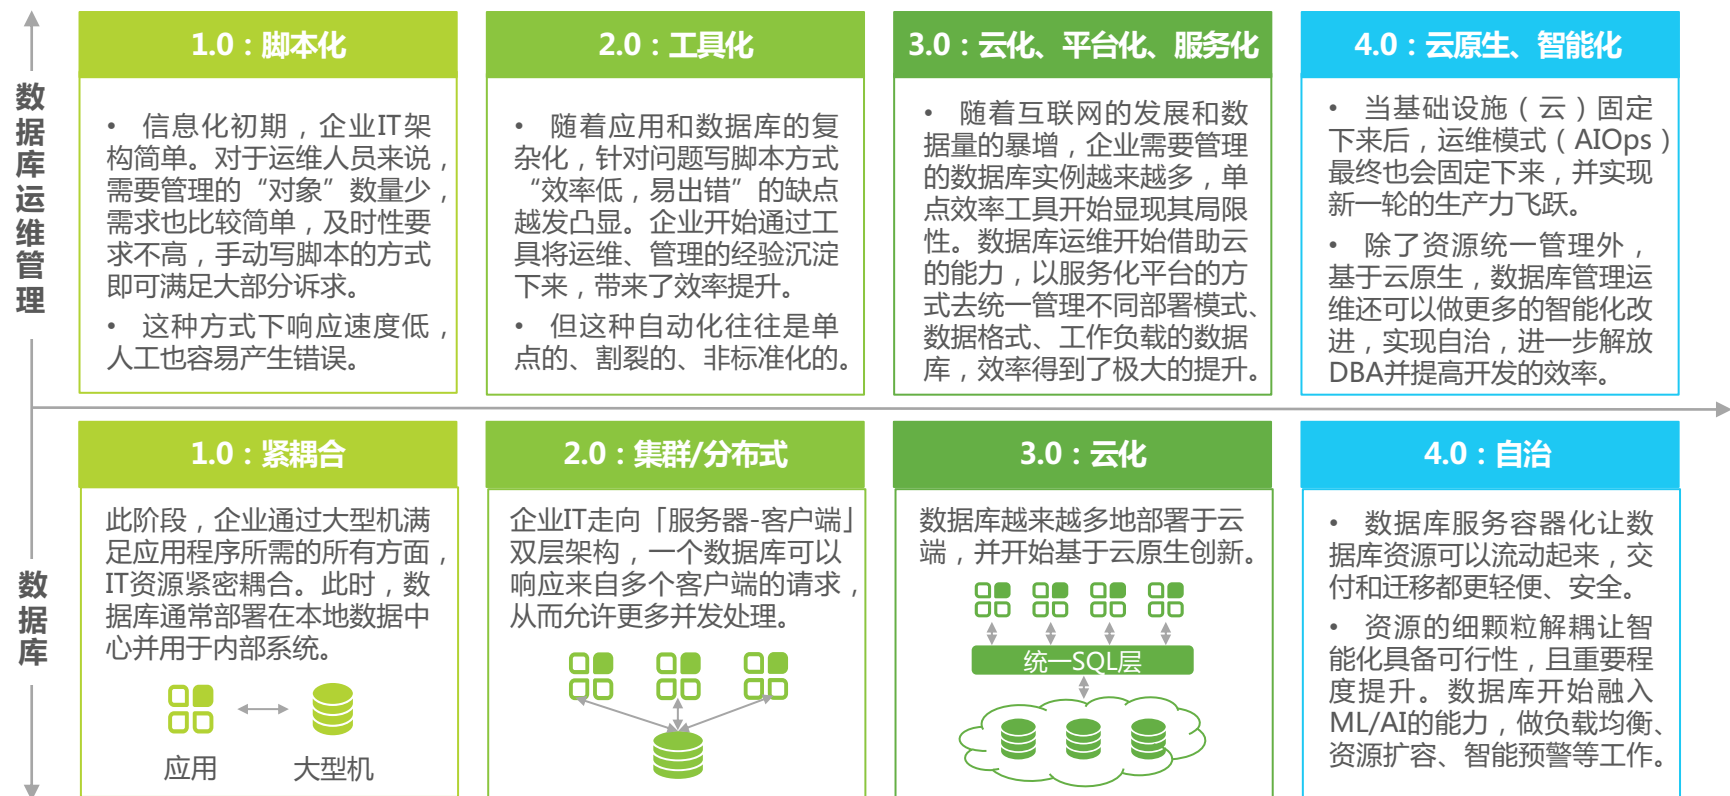 数据库运维管理
1.0：脚本化
• 信息化初期，企业IT架
构简单。对于运维人员来说，
需要管理的“对象”数量少，
需求也比较简单，及时性要
求不高，手动写脚本的方式
即可满足大部分诉求。
• 这种方式下响应速度低，
人工也容易产生错误。
2.0：工具化
• 随着应用和数据库的复
杂化，针对问题写脚本方式
“效率低，易出错”的缺点
越发凸显。企业开始通过工
具将运维、管理的经验沉淀
下来，带来了效率提升。
• 但这种自动化往往是单
点的、割裂的、非标准化的。
3.0：云化、平台化、服务化
• 随着互联网的发展和数
据量的暴增，企业需要管理
的数据库实例越来越多，单
点效率工具开始显现其局限
性。数据库运维开始借助云
的能力，以服务化平台的方
式去统一管理不同部署模式、
数据格式、工作负载的数据
库，效率得到了极大的提升。
4.0：云原生、智能化
• 当基础设施（云）固定
下来后，运维模式（AIOps）
最终也会固定下来，并实现
新一轮的生产力飞跃。
• 除了资源统一管理外，
基于云原生，数据库管理运
维还可以做更多的智能化改
进，实现自治，进一步解放
DBA并提高开发的效率。
数据库
1.0：紧耦合
此阶段，企业通过大型机满
足应用程序所需的所有方面，
IT资源紧密耦合。此时，数
据库通常部署在本地数据中
心并用于内部系统。
应用
大型机
2.0：集群/分布式
企业IT走向「服务器-客户端」
双层架构，一个数据库可以
响应来自多个客户端的请求，
从而允许更多并发处理。
3.0：云化
数据库越来越多地部署于云
端，并开始基于云原生创新。
统一SQL层
4.0：自治
• 数据库服务容器化让数
据库资源可以流动起来，交
付和迁移都更轻便、安全。
• 资源的细颗粒解耦让智
能化具备可行性，且重要程
度提升。数据库开始融入
ML/AI的能力，做负载均衡、
资源扩容、智能预警等工作。